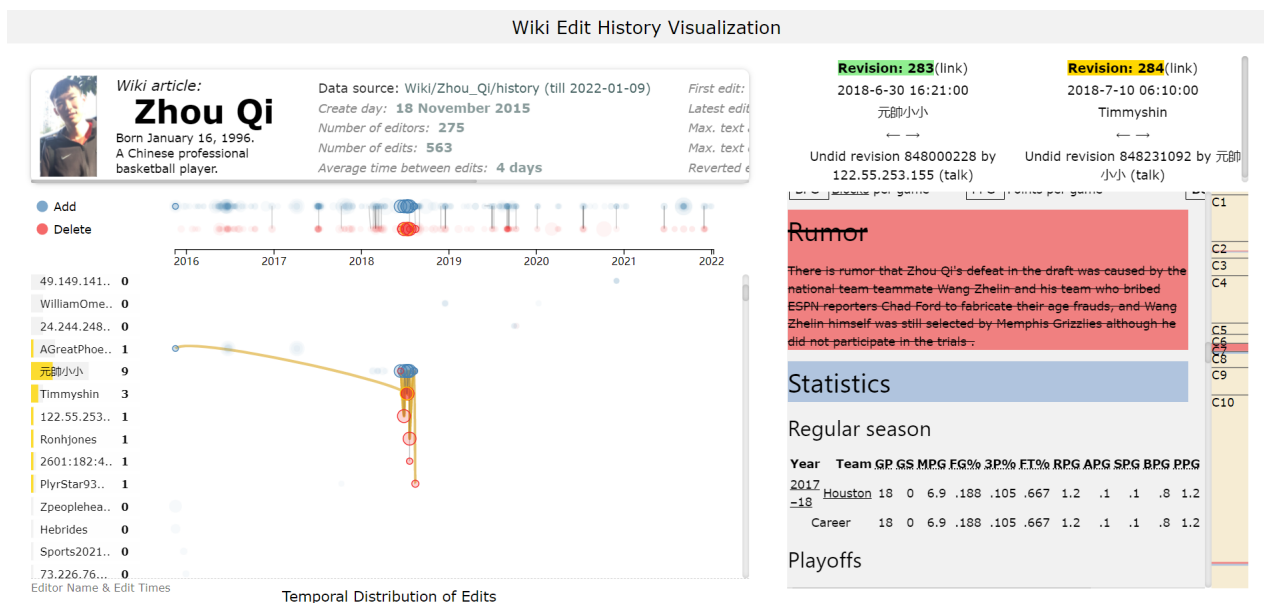 Wiki Edit History Visualization
Wiki article:
Zhou Qi
Born January 16, 1996.
A Chinese professional
basketball player.
Data source: Wiki/Zhou_Qi/history (till 2022-01-09)
Create day: 18 November 2015
Number of editors: 275
Number of edits: 563
Average time between edits: 4 days
First edit:
Latest edit
Max. text
Max. text
Reverted e
Add
Delete
2016 2017 2018 2019 2020 2021 2022
49.149.141.. 0
WilliamOme.. 0
24.244.248.. 0
AGreatPhoe.. 1
元帥小小 9
Timmyshin 3
122.55.253.. 1
Ronhjones 1
2601:182:4.. 1
PlyrStar93.. 1
Zpeoplehea.. 0
Hebrides 0
Sports2021.. 0
73.226.76... 0
Editor Name & Edit Times
Temporal Distribution of Edits
Revision: 283(link)
2018-6-30 16:21:00
元帥小小
←→
Undid revision 848000228 by
122.55.253.155 (talk)
Revision: 284(link)
2018-7-10 06:10:00
Timmyshin
←→
Undid revision 848231092 by 元帥
小小 (talk)
Blocks per game Points per game
Rumor
There is rumor that Zhou Qi's defeat in the draft was caused by the
national team teammate Wang Zhelin and his team who bribed
ESPN reporters Chad Ford to fabricate their age frauds, and Wang
Zhelin himself was still selected by Memphis Grizzlies although he
did not participate in the trials .
Statistics
Regular season
Year Team GP GS MPG FG% 3P% FT% RPG APG SPG BPG PPG
2017
–18 Houston 18 0 6.9 .188 .105 .667 1.2 .1 .1 .8 1.2
Career 18 0 6.9 .188 .105 .667 1.2 .1 .1 .8 1.2
Playoffs
C1
C2
C3
C4
C5
C6
C7
C8
C9
C10